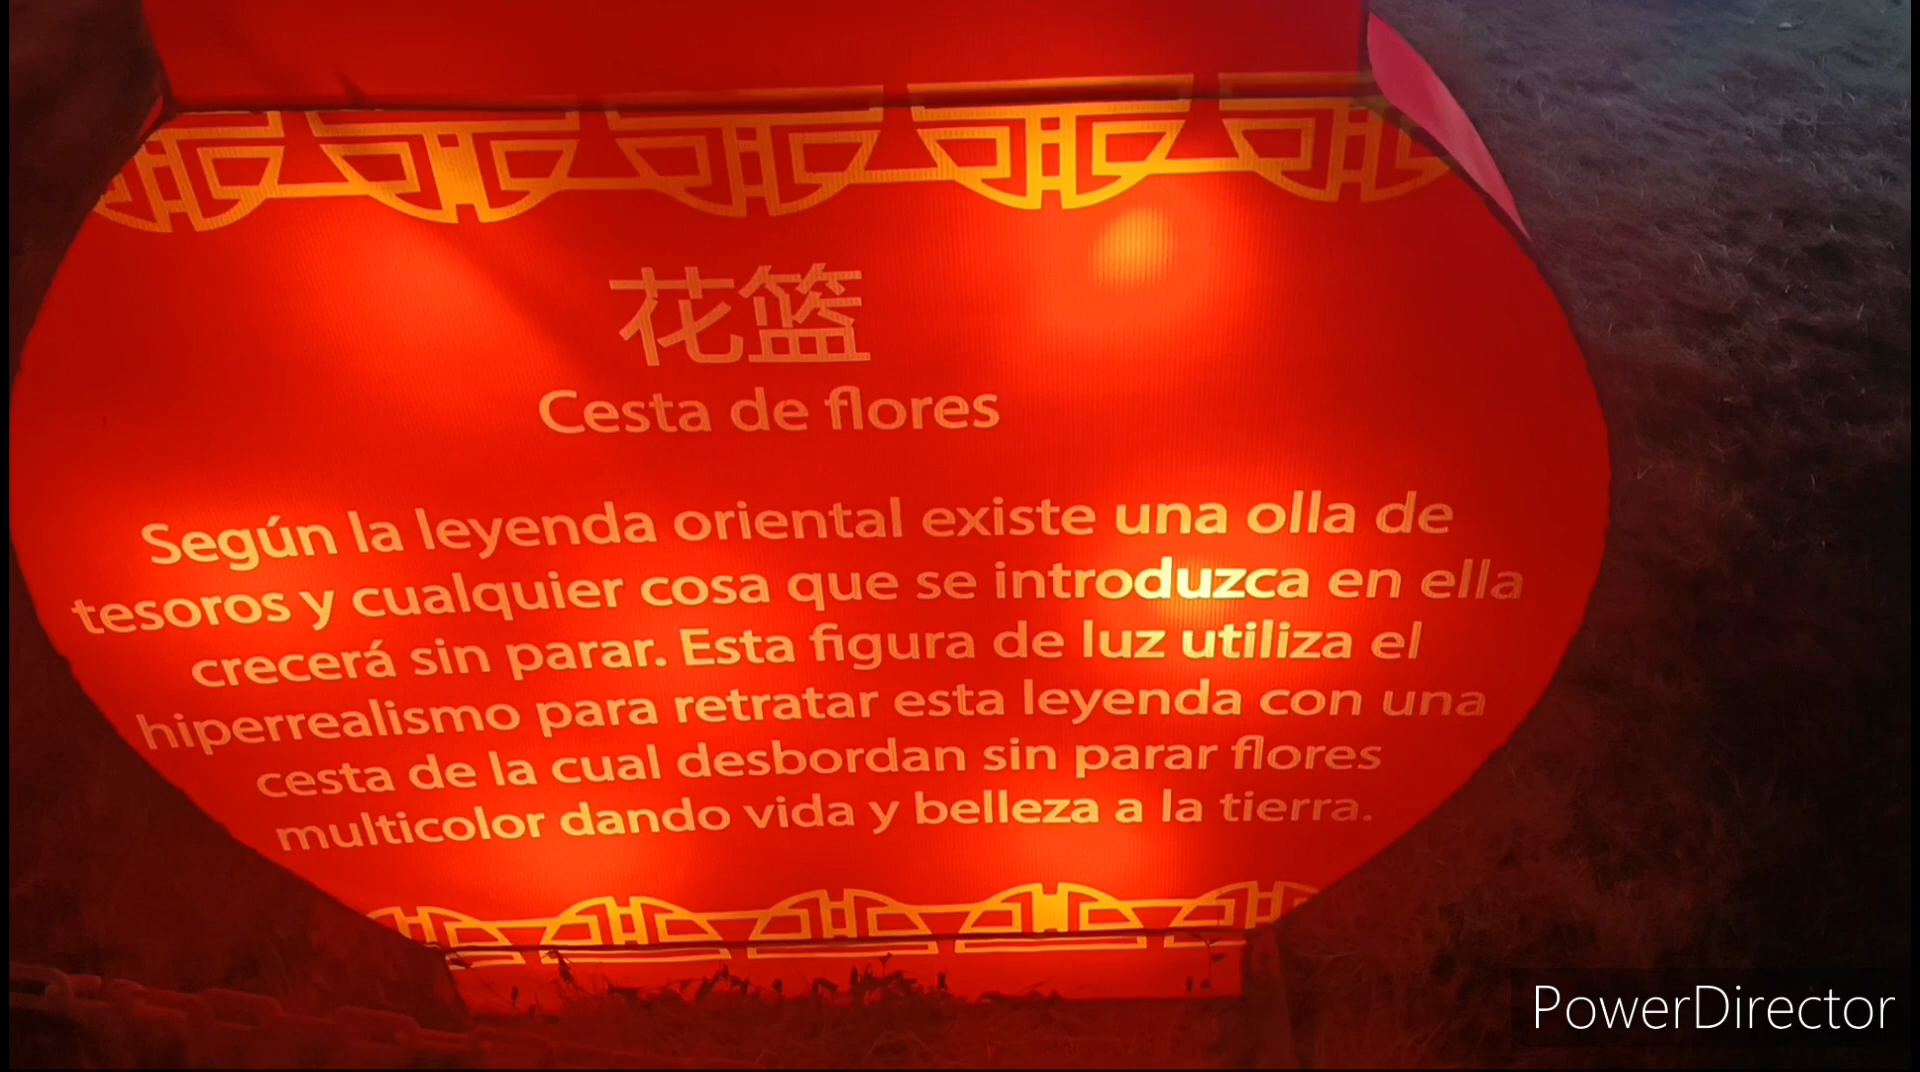 花篮
Cesta de flores
Según la leyenda oriental existe una olla de
tesoros y cualquier cosa que se introduzca en ella
crecerá sin parar. Esta figura de luz utiliza el
hiperrealismo para retratar esta leyenda con una
cesta de la cual desbordan sin parar flores
multicolor dando vida y belleza a la tierra.
PowerDirector